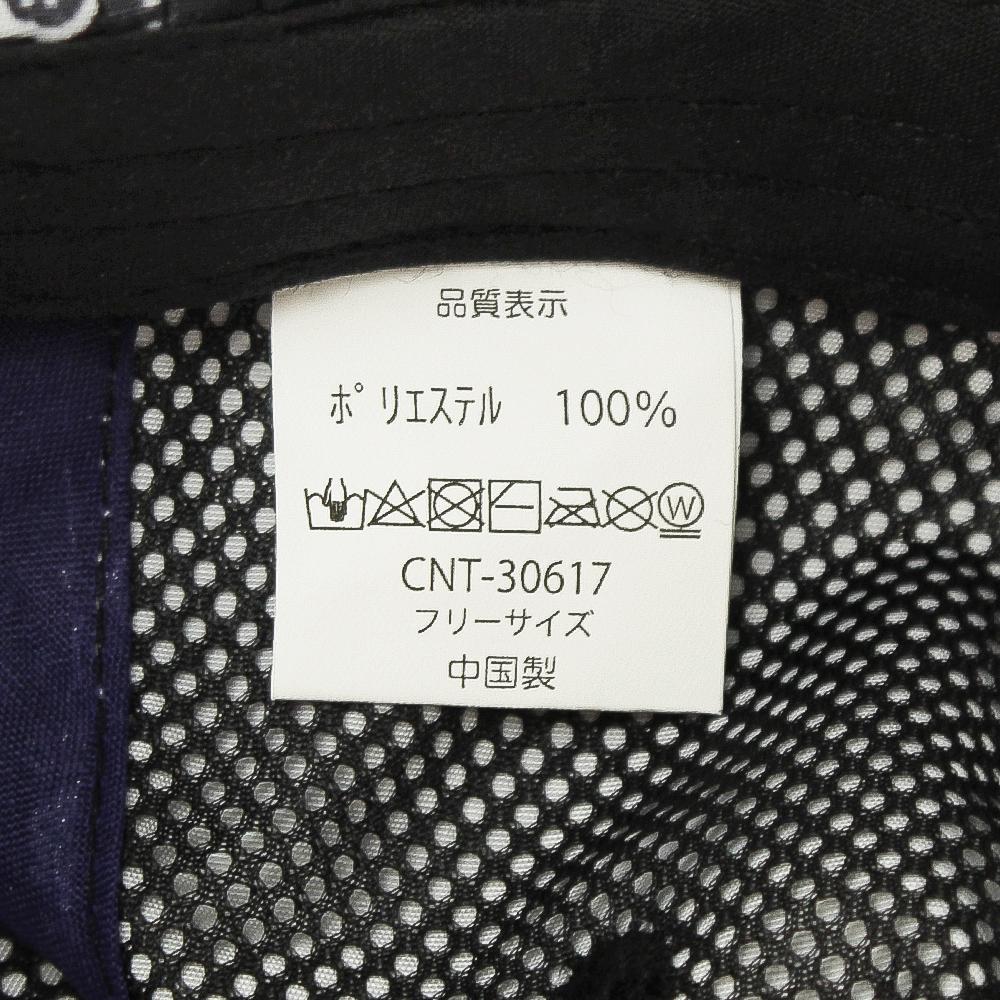 品質表示
ポリエステル 100%
W
CNT-30617
フリーサイズ
中国製